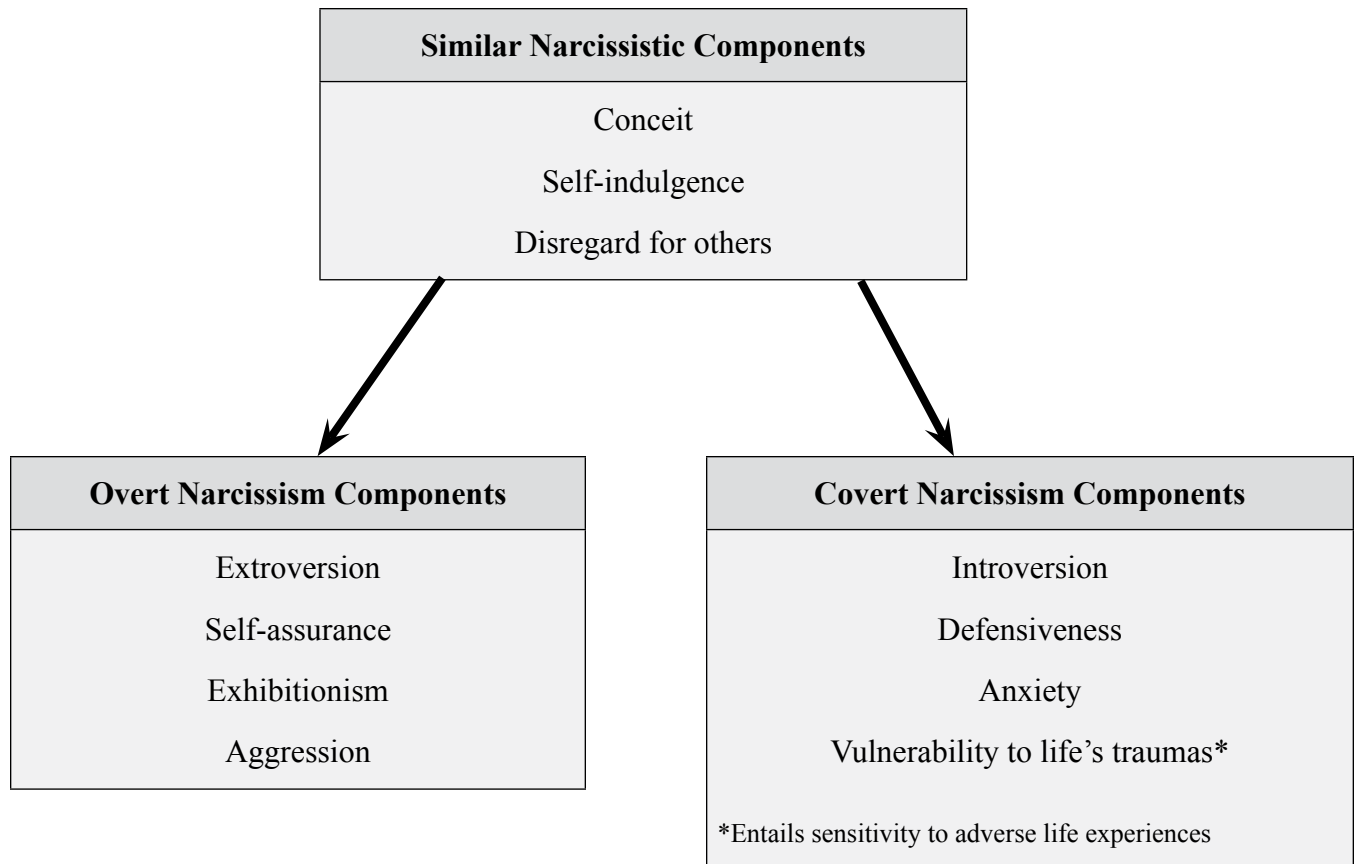 Similar Narcissistic Components
Conceit
Self-indulgence
Disregard for others
Overt Narcissism Components
Extroversion
Self-assurance
Exhibitionism
Aggression
Covert Narcissism Components
Introversion
Defensiveness
Anxiety
Vulnerability to life’s traumas*
*Entails sensitivity to adverse life experiences